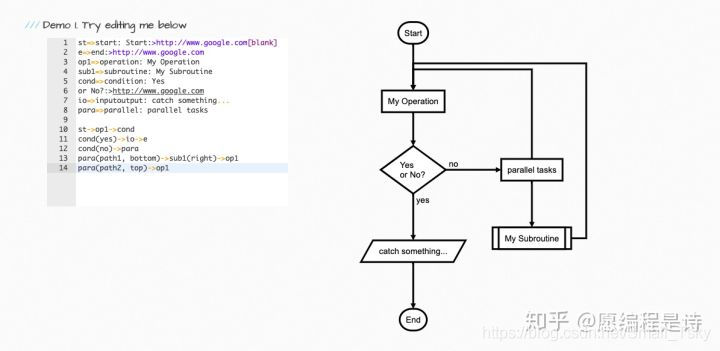 /// Demo 1. Try editing me below
1 st=>start: Start:>http://www.google.com[blank]
2 e=>end:>http://www.google.com
3 op1=>operation: My Operation
4 sub1=>subroutine: My Subroutine
5 cond=>condition: Yes
6 or No?:>http://www.google.com
7 io=>inputoutput: catch something...
8 para=>parallel: parallel tasks
9
10 st->op1->cond
11 cond(yes)->io->e
12 cond(no)->para
13 para(path1, bottom)->sub1(right)->op1
14 para(path2, top)->op1
Start
My Operation
Yes
or No?
no
parallel tasks
yes
My Subroutine
catch something...
End
知乎 @愿编程是诗